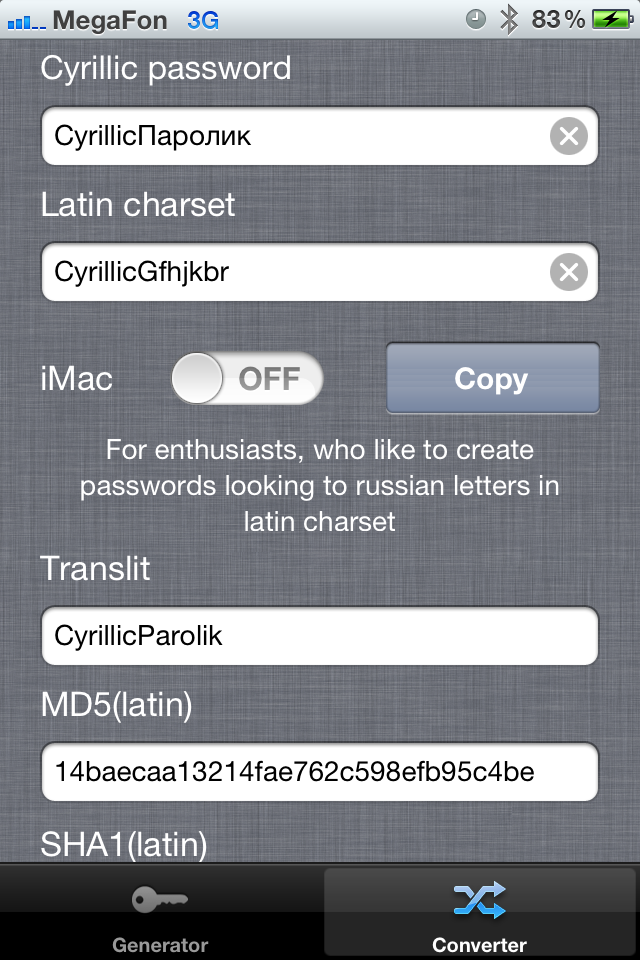 MegaFon 3G 83%
Cyrillic password
CyrillicПаролик
Latin charset
CyrillicGfhjkbr
iMac OFF Copy
For enthusiasts, who like to create
passwords looking to russian letters in
latin charset
Translit
CyrillicParolik
MD5(latin)
14baecaa13214fae762c598efb95c4be
SHA1(latin)
Generator Converter